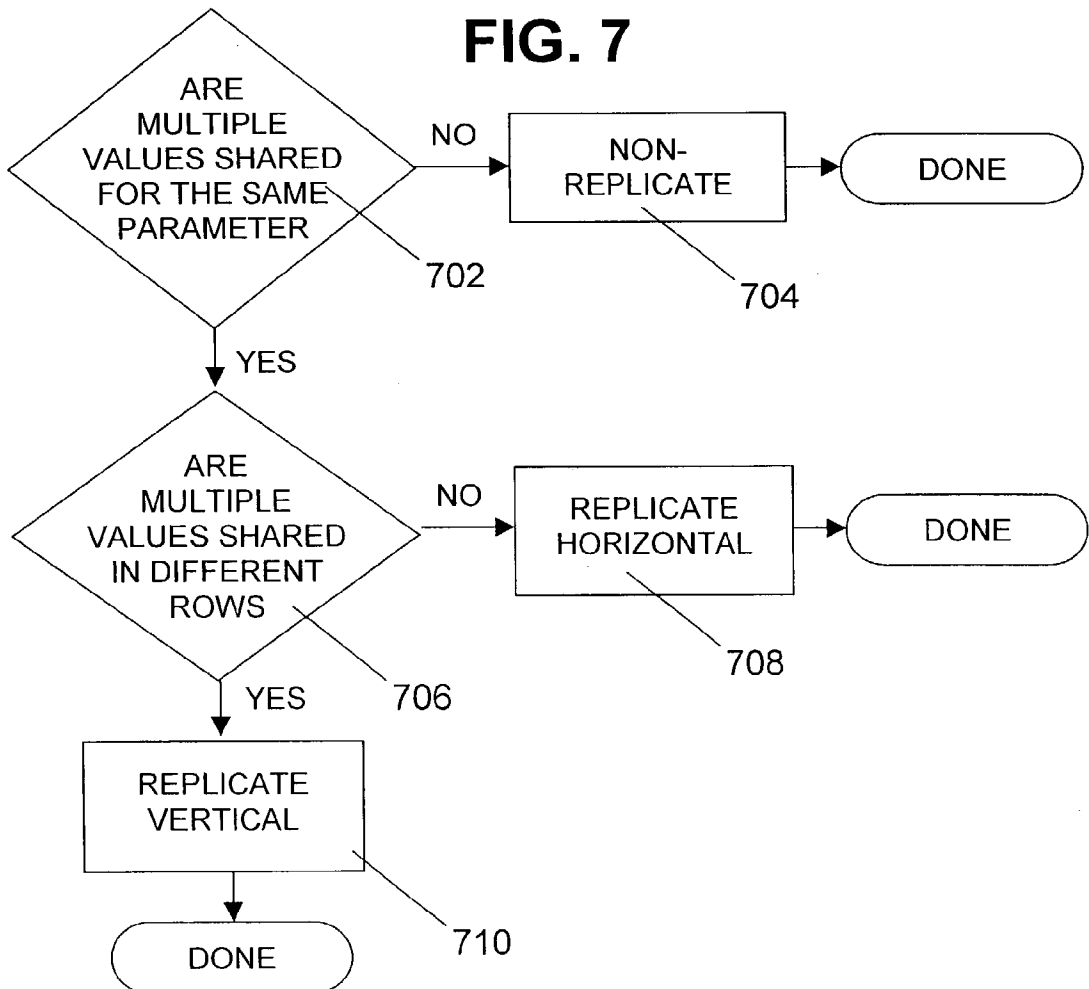 FIG. 7
ARE
MULTIPLE
VALUES SHARED
FOR THE SAME
PARAMETER
702
NO
NON-
REPLICATE
704
DONE
YES
ARE
MULTIPLE
VALUES SHARED
IN DIFFERENT
ROWS
706
NO
REPLICATE
HORIZONTAL
708
DONE
YES
REPLICATE
VERTICAL
710
DONE